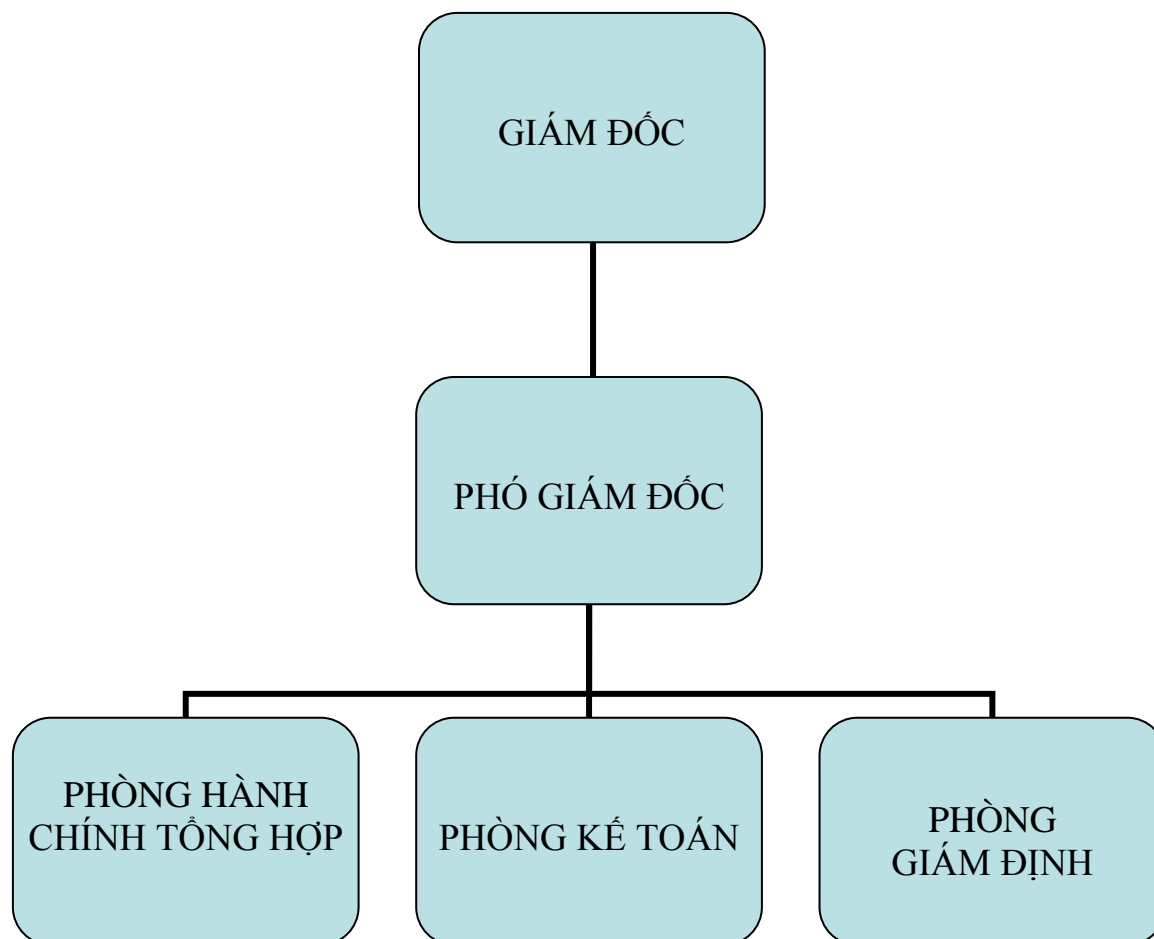 GIÁM ĐỐC
PHÓ GIÁM ĐỐC
PHÒNG HÀNH
CHÍNH TỔNG HỢP
PHÒNG KẾ TOÁN
PHÒNG
GIÁM ĐỊNH